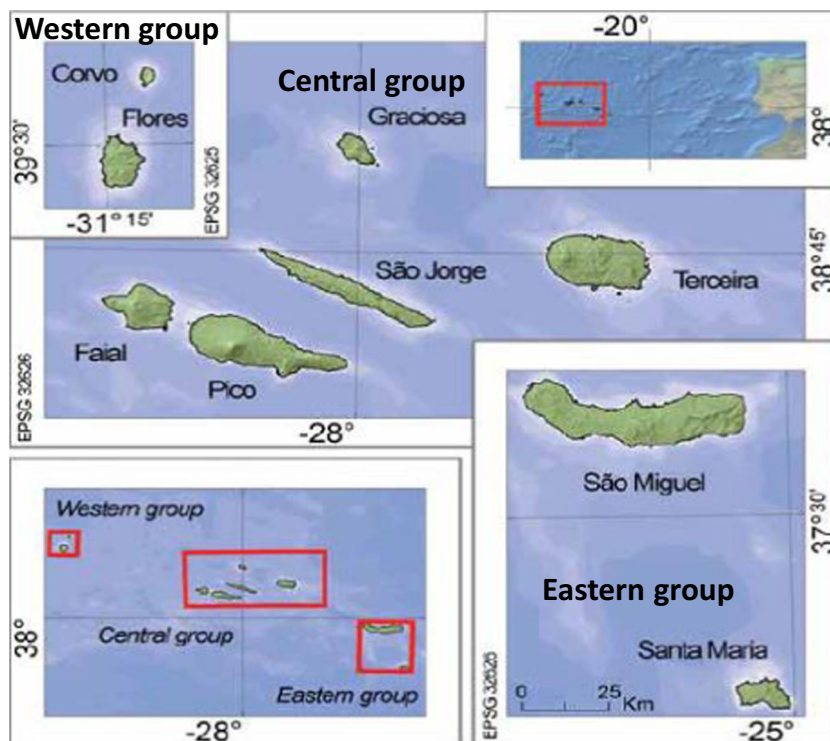 Western group
Corvo
Flores
39°30'
-31° 15'
EPSG 32625
Central group
Graciosa
São Jorge
Terceira
Faial
Pico
38°45'
-28°
EPSG 32626
-20°
38°
Western group
Central group
Eastern group
38°
-28°
São Miguel
37°30'
Eastern group
Santa Maria
0 25
Km
EPSG 32626
-25°